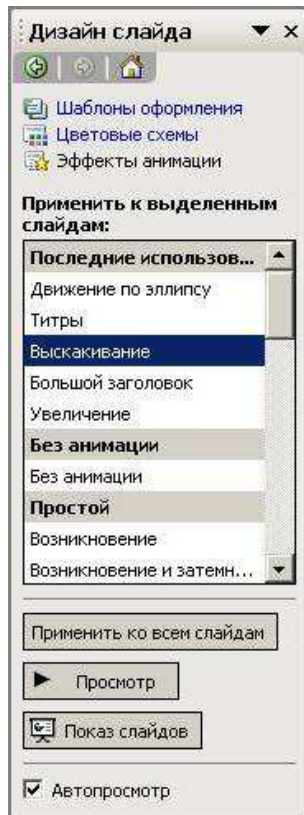 Дизайн слайда
Шаблоны оформления
Цветовые схемы
Эффекты анимации
Применить к выделенным
слайдам:
Последние использов...
Движение по эллипсу
Титры
Выскакивание
Большой заголовок
Увеличение
Без анимации
Без анимации
Простой
Возникновение
Возникновение и затемн...
Применить ко всем слайдам
Просмотр
Показ слайдов
Автопросмотр